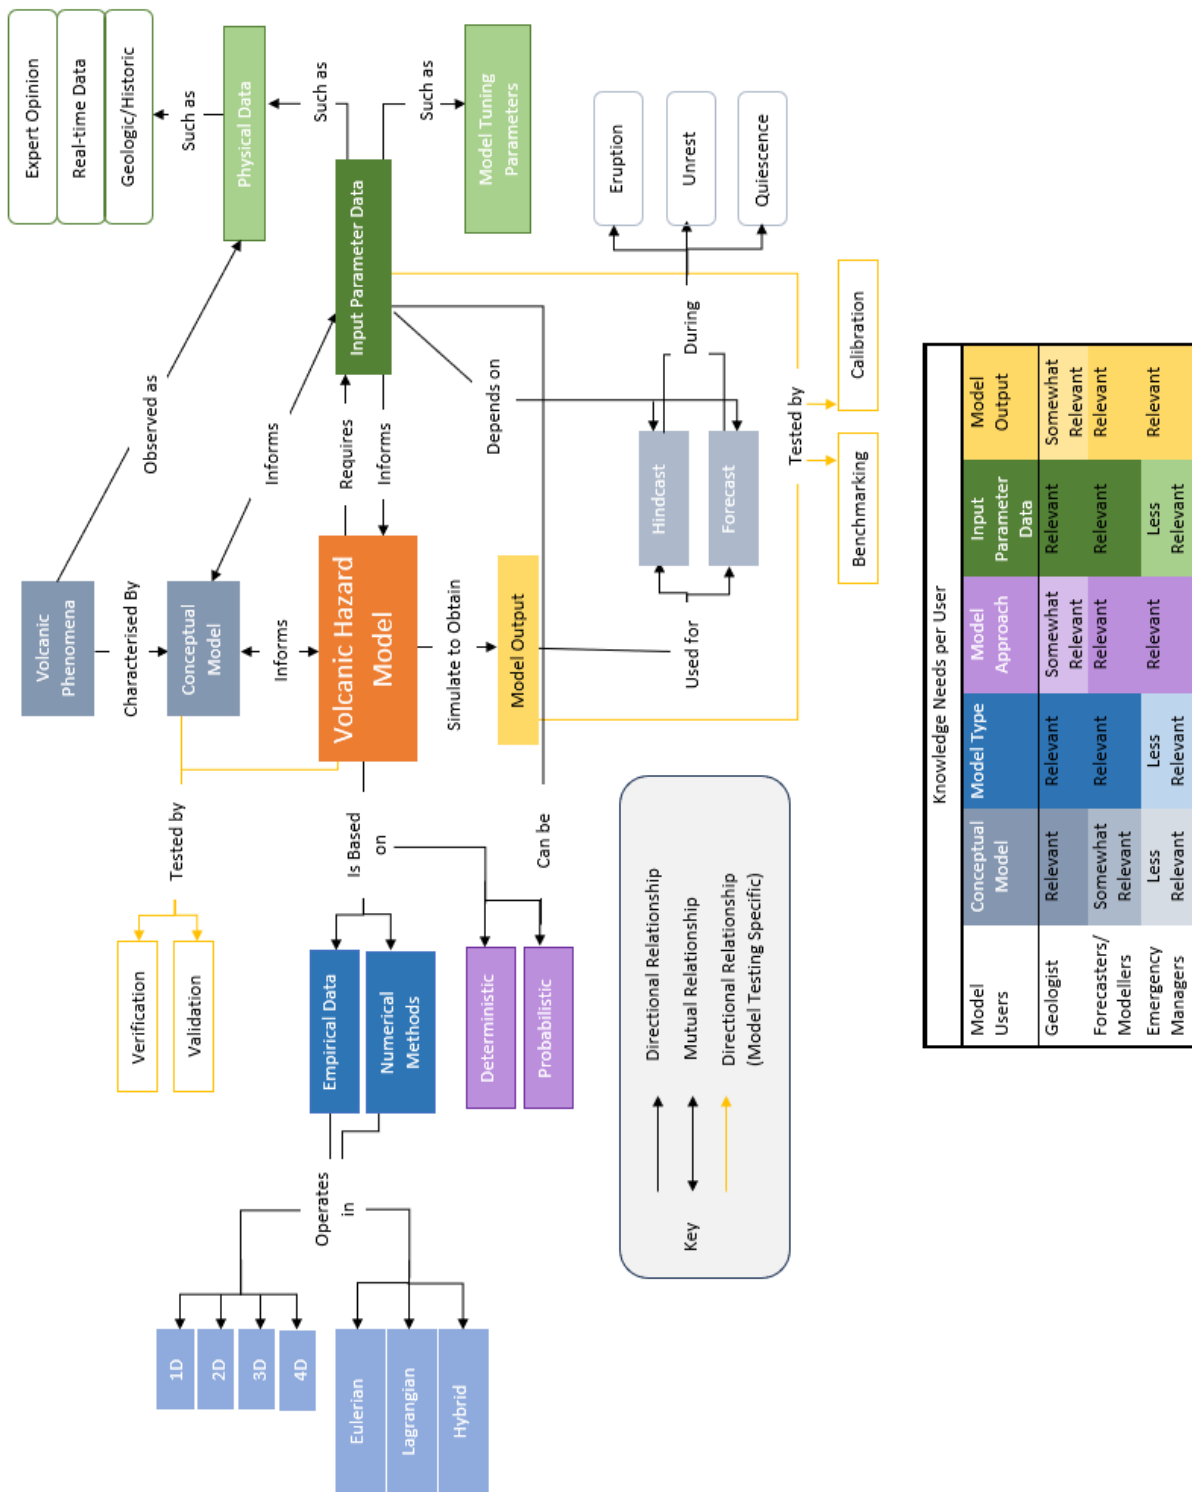 1D
2D
3D
4D
Eulerian
Lagrangian
Hybrid
Operates
in
Verification
Validation
Empirical Data
Numerical
Methods
Deterministic
Probabilistic
Tested by
Is Based
on
Can be
Volcanic
Phenomena
Characterised By
Conceptual
Model
Informs
Volcanic Hazard
Model
Simulate to Obtain
Model Output
Used for
Observed as
Informs
Requires
Informs
Depends on
Hindcast
Forecast
During
Tested by
Benchmarking
Calibration
Input Parameter Data
Such as
Such as
Such as
Physical Data
Model Tuning
Parameters
Expert Opinion
Real-time Data
Geologic/Historic
Eruption
Unrest
Quiescence
Key
Directional Relationship
Mutual Relationship
Directional Relationship
(Model Testing Specific)
Knowledge Needs per User
Model
Users
Conceptual
Model
Model Type
Model
Approach
Input
Parameter
Data
Model
Output
Geologist
Relevant
Relevant
Somewhat
Relevant
Relevant
Somewhat
Relevant
Forecasters/
Modellers
Somewhat
Relevant
Relevant
Relevant
Relevant
Relevant
Emergency
Managers
Less
Relevant
Less
Relevant
Relevant
Less
Relevant
Relevant